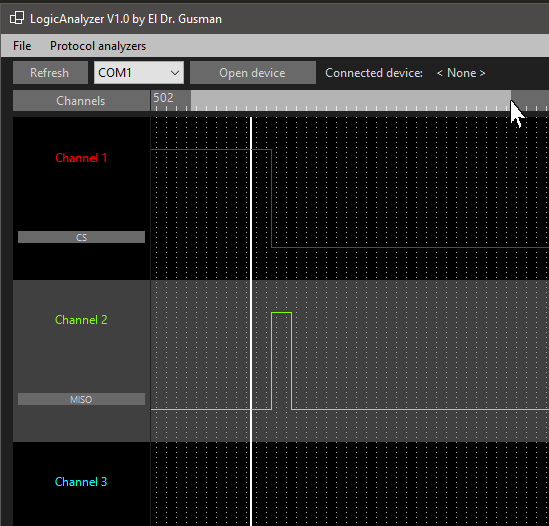 LogicAnalyzer V1.0 by El Dr. Gusman
File Protocol analyzers
Refresh COM1 Open device Connected device: < None >
Channels 502
Channel 1
CS
Channel 2
MISO
Channel 3